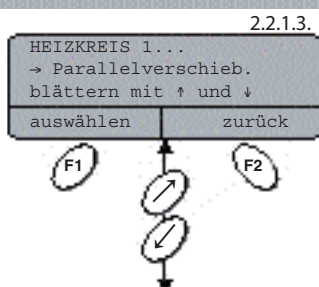 2.2.1.3.
HEIZKREIS 1...
→ Parallelverschieb.
blättern mit ↑ und ↓
auswählen zurück
F1 F2